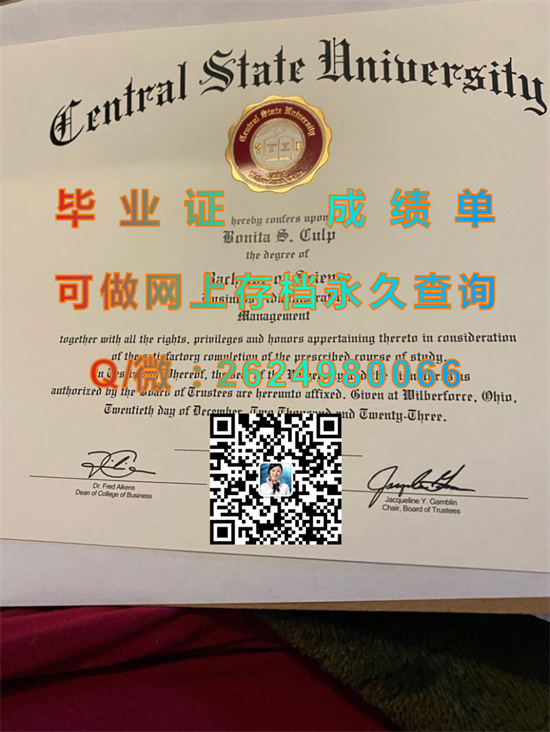 Central State University
Central State University
毕业证 成绩单
hereby confers upon
Bonita S. Culp
the degree of
可做网上存档永久查询
Management
together with all the rights, privileges and honors appertaining thereto in consideration
of the satisfactory completion of the prescribed course of study.
Q/微：2624980066
authorized by the Board of Trustees are hereunto affixed. Given at Wilberforce, Ohio,
Twentieth day of December, Two Thousand and Twenty-Three.
Dr. Fred Aikens
Dean of College of Business
Jacqueline Y. Gamblin
Chair, Board of Trustees